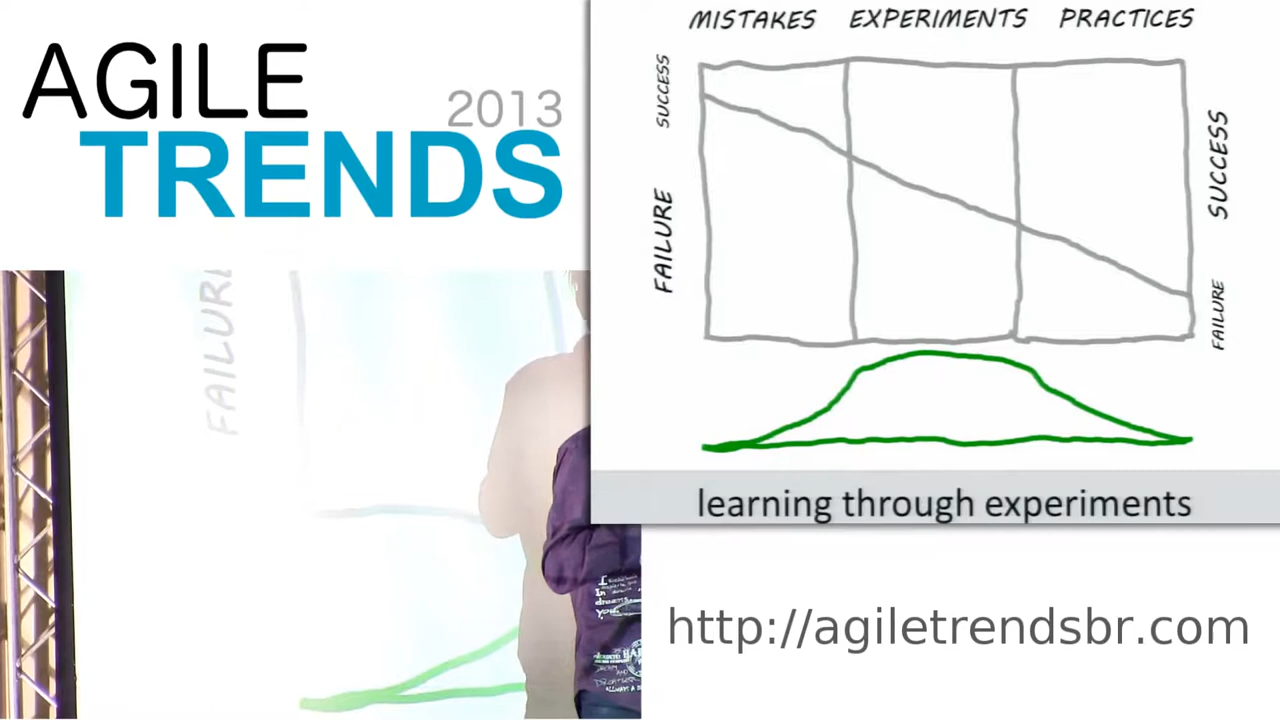 AGILE
2013
TRENDS
MISTAKES EXPERIMENTS PRACTICES
SUCCESS
FAILURE
SUCCESS
FAILURE
learning through experiments
FAILURE
http://agiletrendsbr.com